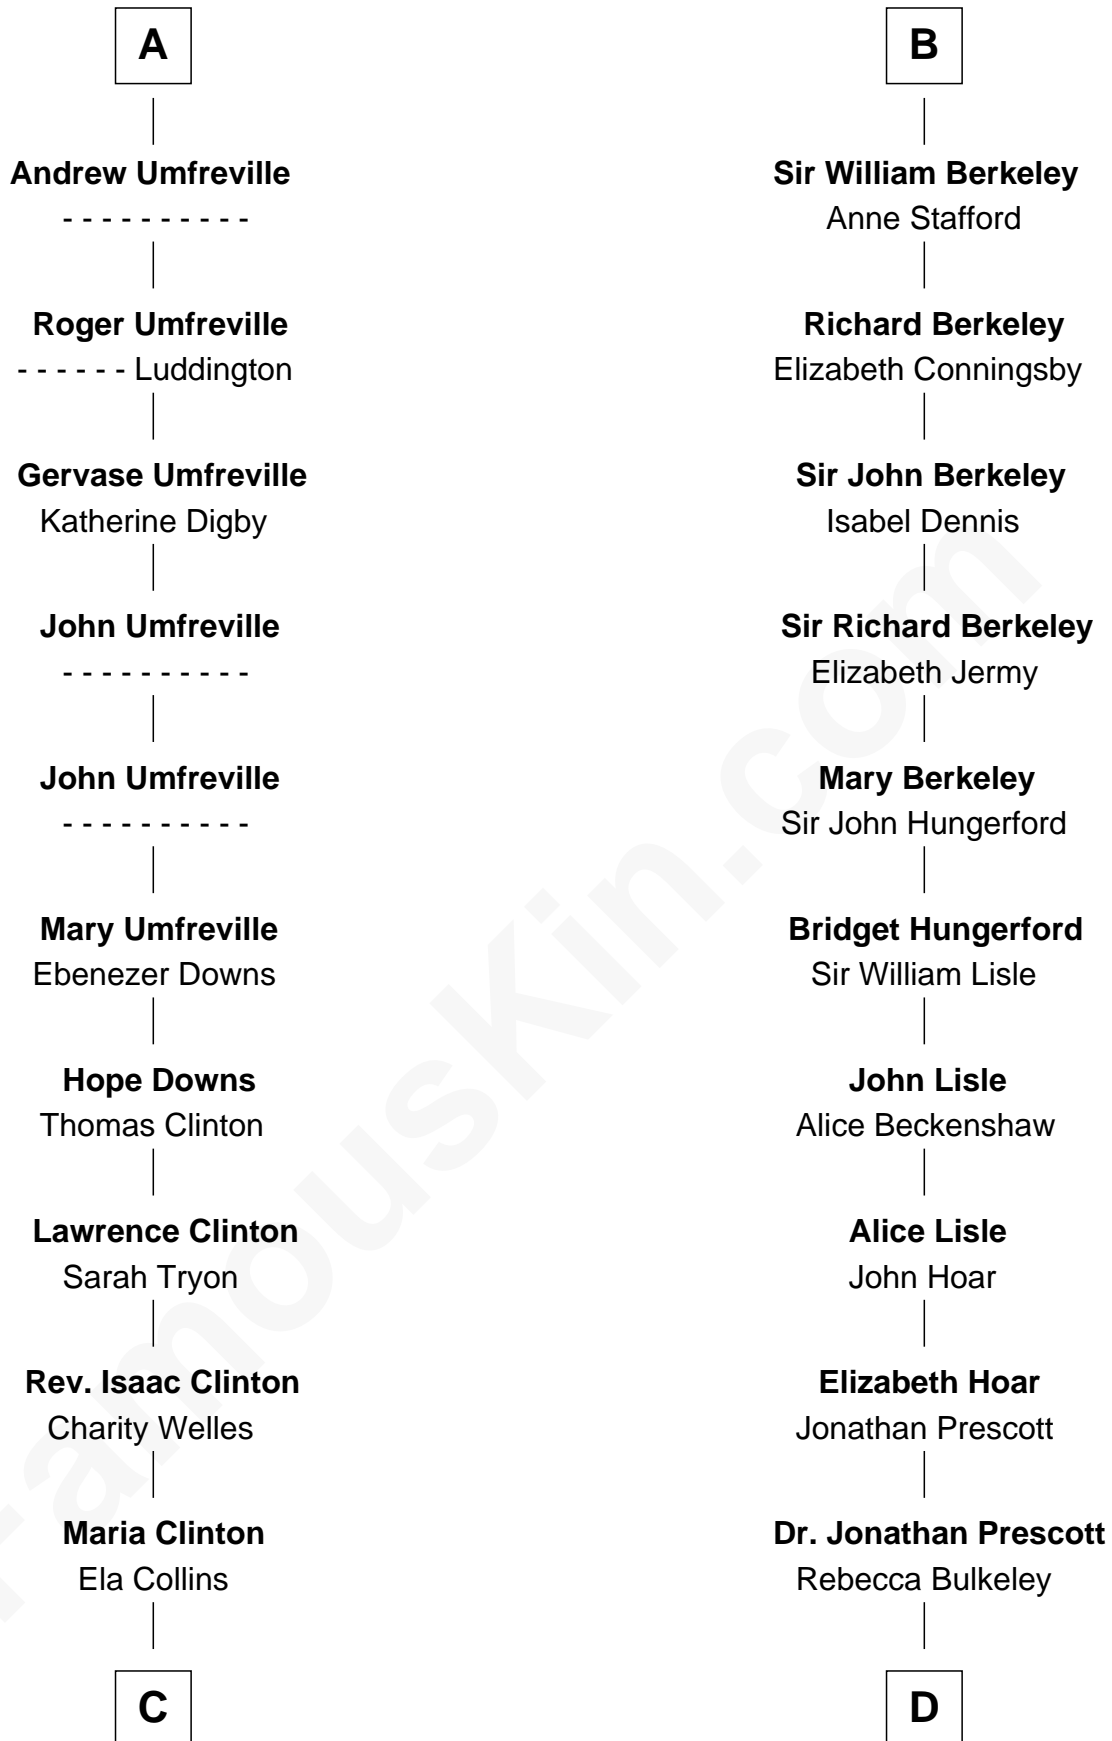 A
Andrew Umfreville
- - - - - - - - - -
Roger Umfreville
- - - - - - Luddington
Gervase Umfreville
Katherine Digby
John Umfreville
- - - - - - - - - -
John Umfreville
- - - - - - - - - -
Mary Umfreville
Ebenezer Downs
Hope Downs
Thomas Clinton
Lawrence Clinton
Sarah Tryon
Rev. Isaac Clinton
Charity Welles
Maria Clinton
Ela Collins
C
B
Sir William Berkeley
Anne Stafford
Richard Berkeley
Elizabeth Conningsby
Sir John Berkeley
Isabel Dennis
Sir Richard Berkeley
Elizabeth Jermy
Mary Berkeley
Sir John Hungerford
Bridget Hungerford
Sir William Lisle
John Lisle
Alice Beckenshaw
Alice Lisle
John Hoar
Elizabeth Hoar
Jonathan Prescott
Dr. Jonathan Prescott
Rebecca Bulkeley
D
FamousKin.com